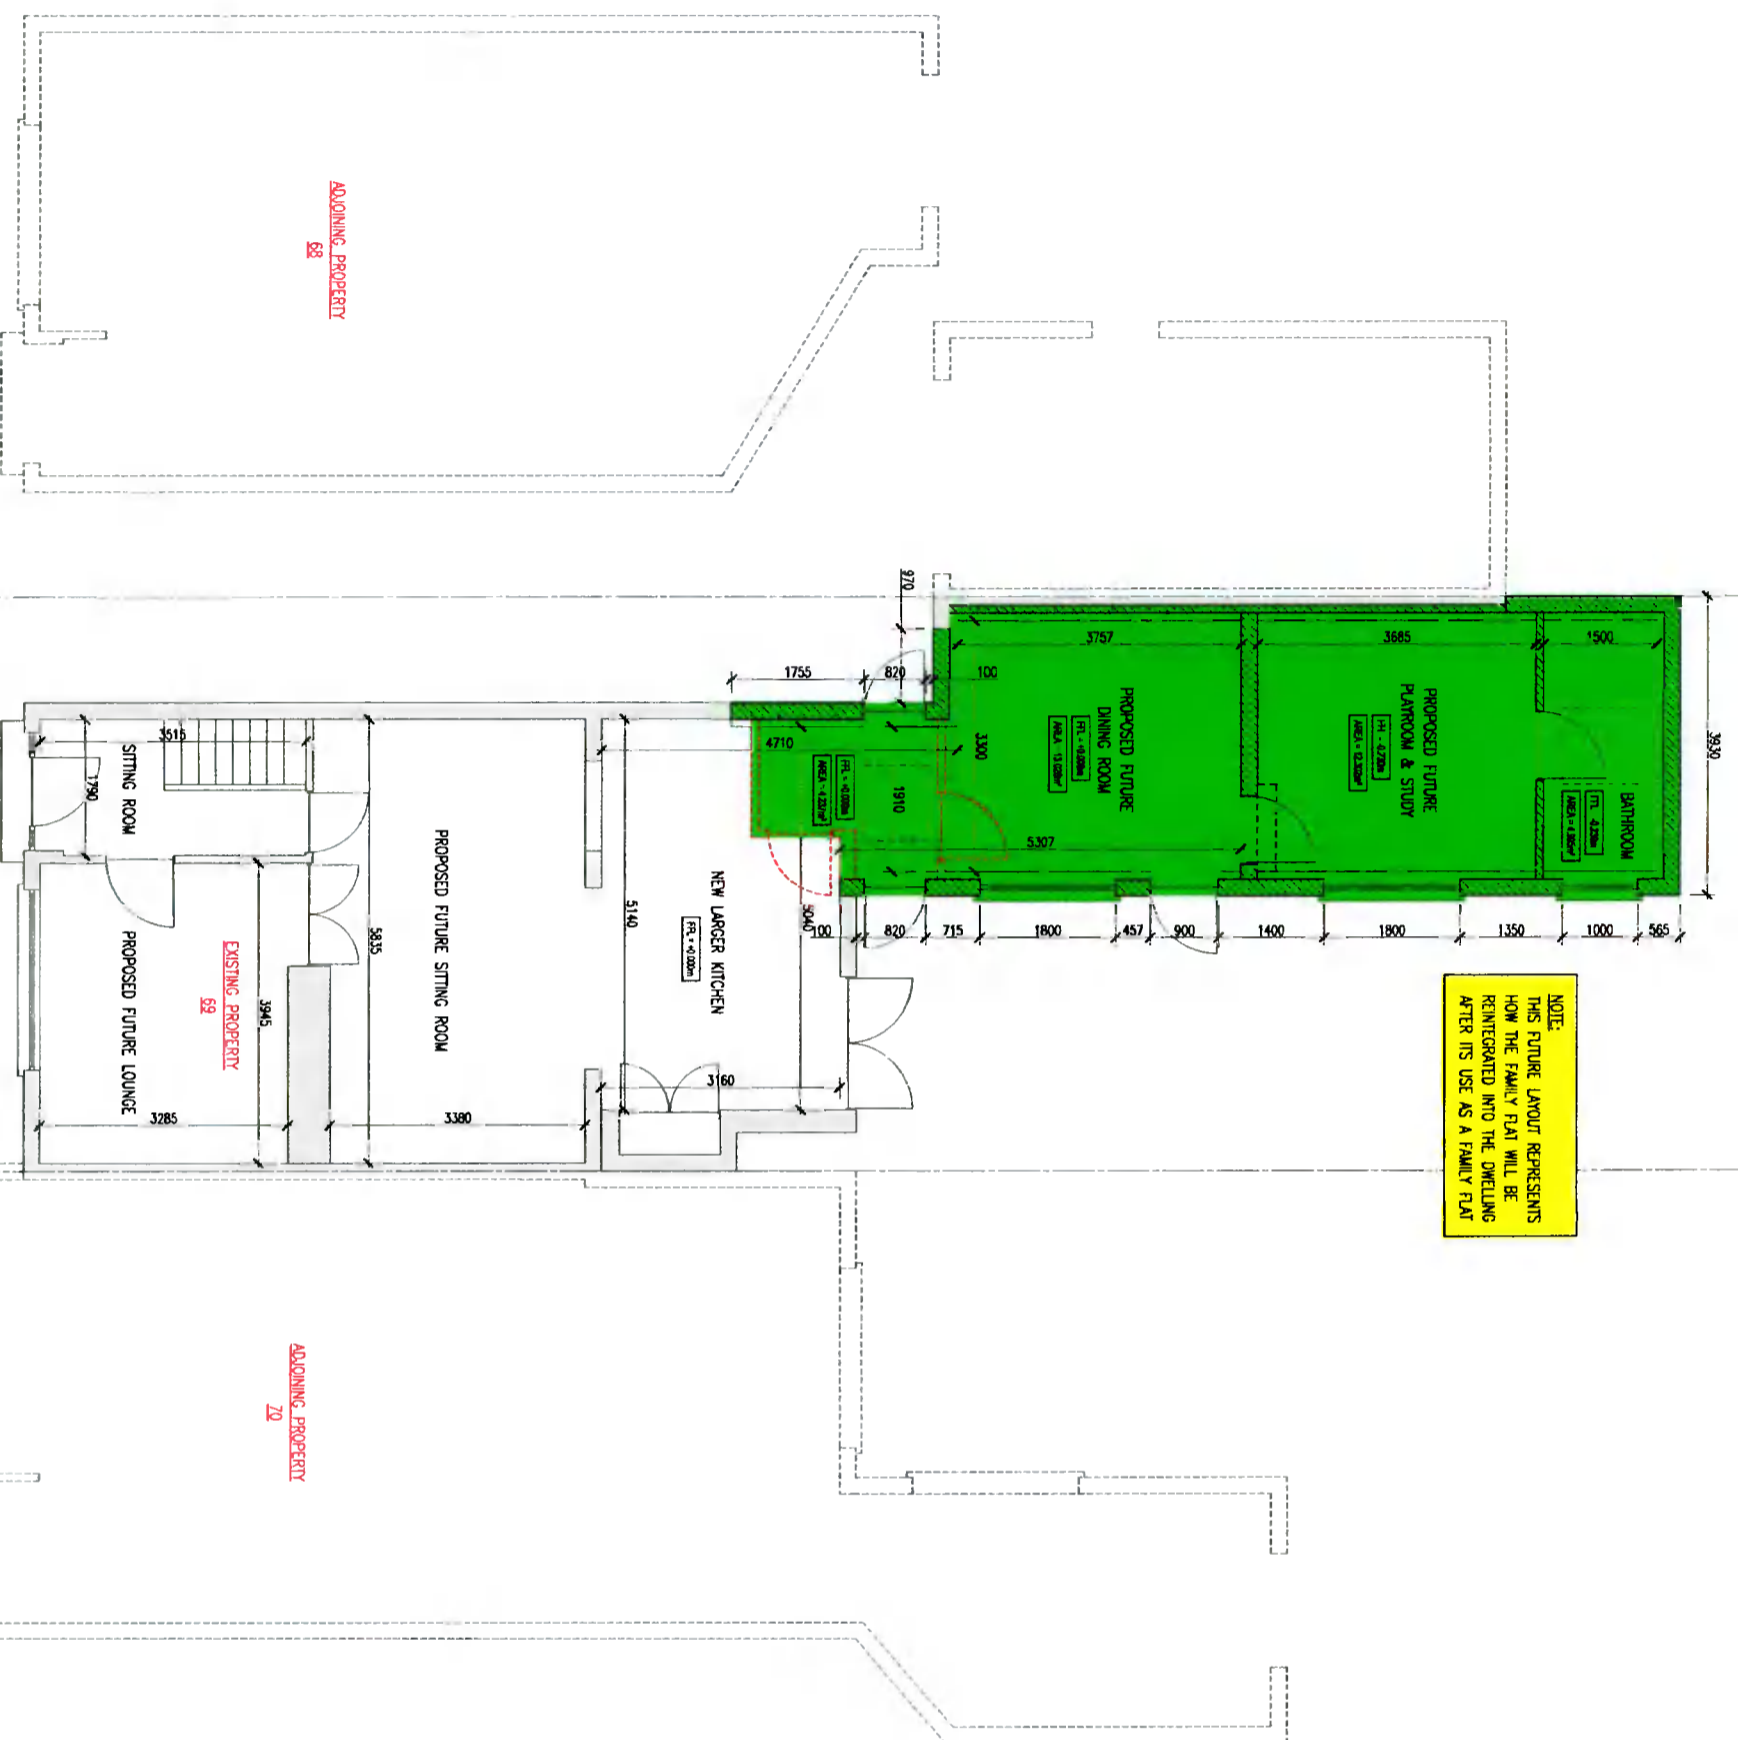 ADJOINING PROPERTY
68
970
1755
820
100
3757
3685
1500
3930
3300
4710
1910
5307
PROPOSED FUTURE
DINING ROOM
PROPOSED FUTURE
PLAYROOM & STUDY
BATHROOM
100
820
715
1800
457
900
1400
1800
1350
1000
565
3515
1790
SITTING ROOM
PROPOSED FUTURE SITTING ROOM
5835
NEW LARGER KITCHEN
FFL = +0.000m
5140
5040
3160
PROPOSED FUTURE LOUNGE
EXISTING PROPERTY
69
3945
3285
3380
NOTE:
THIS FUTURE LAYOUT REPRESENTS
HOW THE FAMILY FLAT WILL BE
REINTEGRATED INTO THE DWELLING
AFTER ITS USE AS A FAMILY FLAT
ADJOINING PROPERTY
70